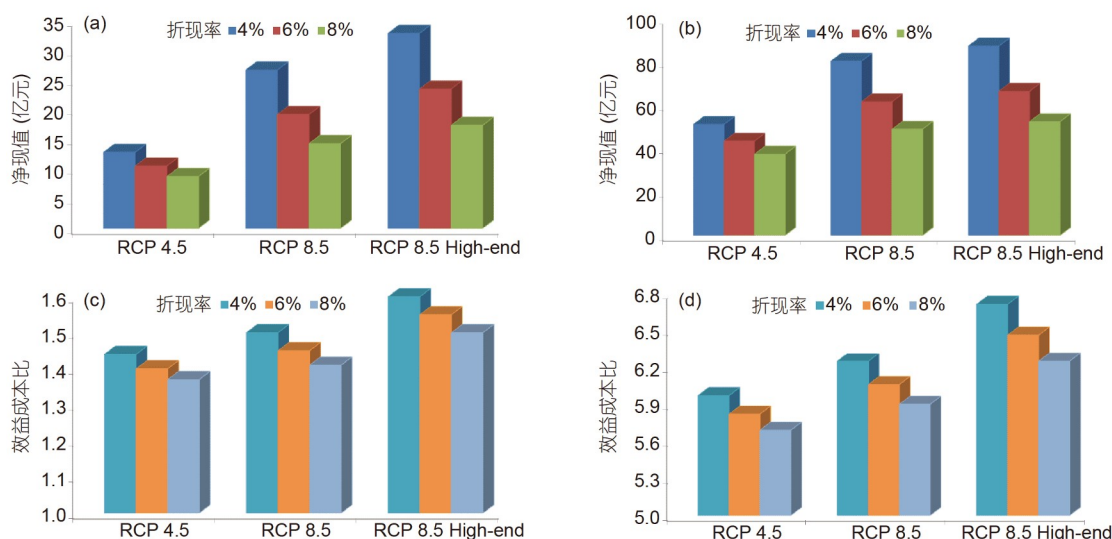 (a)
折现率 4% 6% 8%
净现值 (亿元)
35
30
25
20
15
10
5
0
RCP 4.5 RCP 8.5 RCP 8.5 High-end
(b)
折现率 4% 6% 8%
净现值 (亿元)
100
80
60
40
20
0
RCP 4.5 RCP 8.5 RCP 8.5 High-end
(c)
折现率 4% 6% 8%
效益成本比
1.6
1.5
1.4
1.3
1.2
1.1
1.0
RCP 4.5 RCP 8.5 RCP 8.5 High-end
(d)
折现率 4% 6% 8%
效益成本比
6.8
6.5
6.2
5.9
5.6
5.3
5.0
RCP 4.5 RCP 8.5 RCP 8.5 High-end